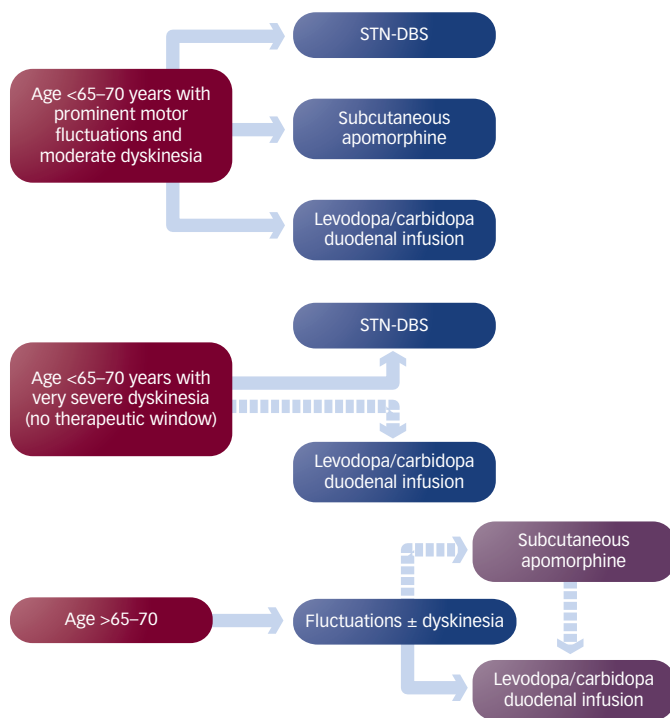 STN-DBS
Age <65–70 years with
prominent motor
fluctuations and
moderate dyskinesia
Subcutaneous
apomorphine
Levodopa/carbidopa
duodenal infusion
STN-DBS
Age <65–70 years with
very severe dyskinesia
(no therapeutic window)
Levodopa/carbidopa
duodenal infusion
Subcutaneous
apomorphine
Age >65–70
Fluctuations ± dyskinesia
Levodopa/carbidopa
duodenal infusion